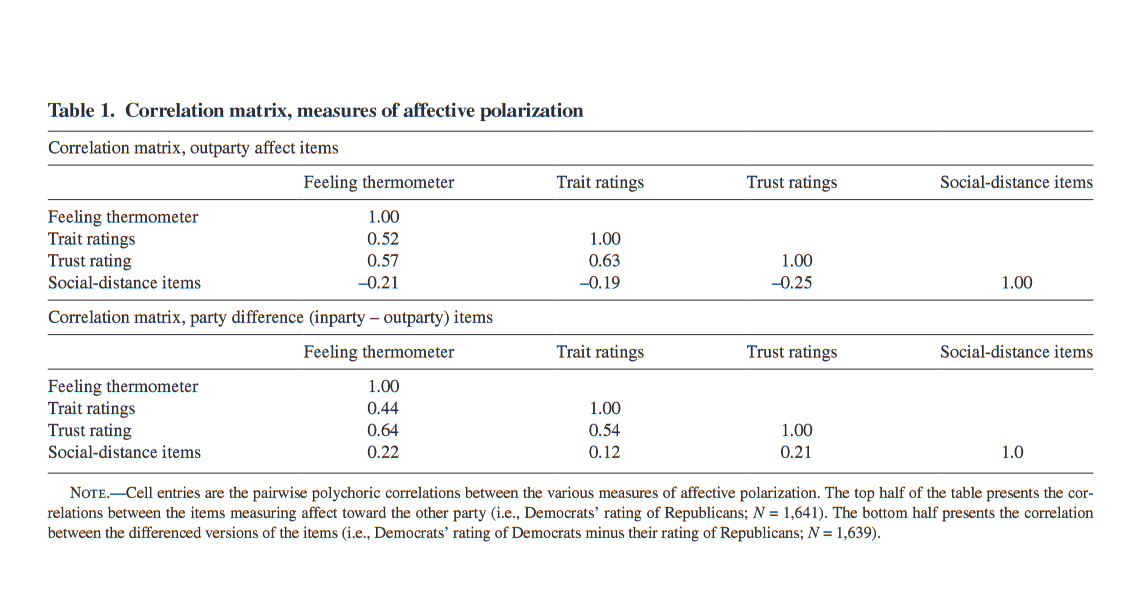 Table 1. Correlation matrix, measures of affective polarization
Correlation matrix, outparty affect items
Feeling thermometer Trait ratings Trust ratings Social-distance items
Feeling thermometer 1.00
Trait ratings 0.52 1.00
Trust rating 0.57 0.63 1.00
Social-distance items –0.21 –0.19 –0.25 1.00
Correlation matrix, party difference (inparty – outparty) items
Feeling thermometer Trait ratings Trust ratings Social-distance items
Feeling thermometer 1.00
Trait ratings 0.44 1.00
Trust rating 0.64 0.54 1.00
Social-distance items 0.22 0.12 0.21 1.0
NOTE.—Cell entries are the pairwise polychoric correlations between the various measures of affective polarization. The top half of the table presents the cor-
relations between the items measuring affect toward the other party (i.e., Democrats’ rating of Republicans; N = 1,641). The bottom half presents the correlation
between the differenced versions of the items (i.e., Democrats’ rating of Democrats minus their rating of Republicans; N = 1,639).